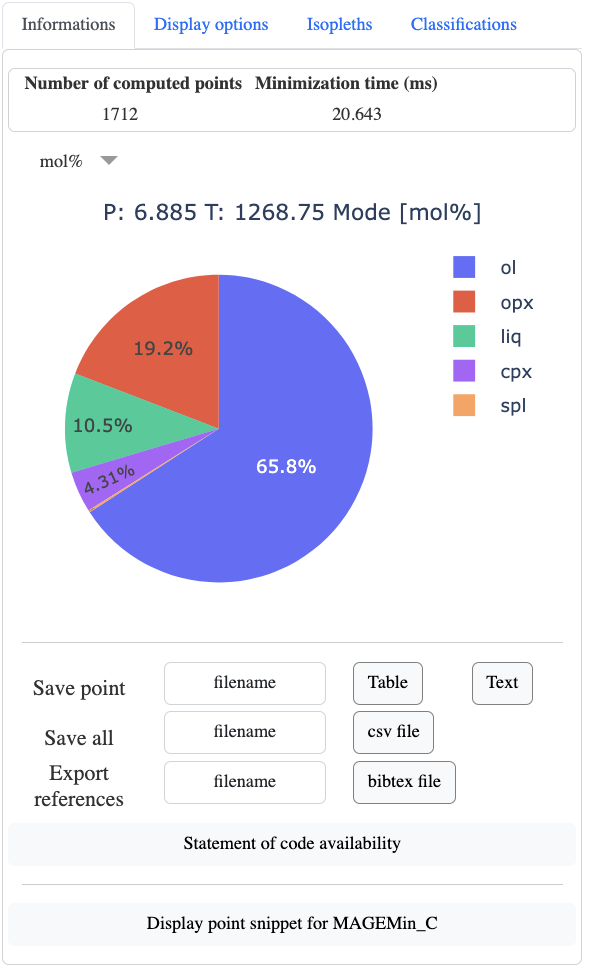 Informations Display options Isopleths Classifications
Number of computed points Minimization time (ms)
1712 20.643
mol%
P: 6.885 T: 1268.75 Mode [mol%]
ol
opx
liq
cpx
spl
19.2%
10.5%
4.31%
65.8%
Save point filename Table Text
Save all filename csv file
Export
references filename bibtex file
Statement of code availability
Display point snippet for MAGEMin_C